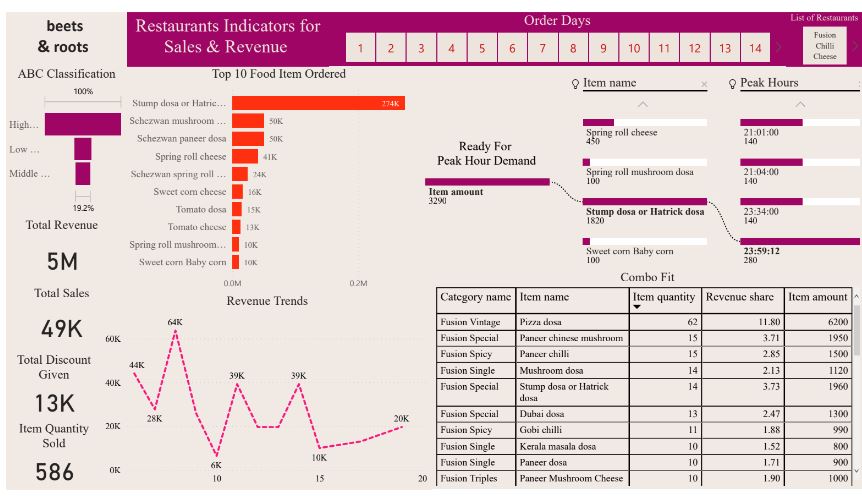 beets
& roots
Restaurants Indicators for
Sales & Revenue
Order Days
1 2 3 4 5 6 7 8 9 10 11 12 13 14
List of Restaurants
Fusion
Chilli
Cheese
ABC Classification
100%
High...
Low ...
Middle ...
19.2%
Total Revenue
5M
Total Sales
49K
Total Discount
Given
13K
Item Quantity
Sold
586
Top 10 Food Item Ordered
Stump dosa or Hatric... 274K
Schezwan mushroom ... 50K
Schezwan paneer dosa 50K
Spring roll cheese 41K
Schezwan spring roll ... 24K
Sweet corn cheese 16K
Tomato dosa 15K
Tomato cheese 13K
Spring roll mushroom... 10K
Sweet corn Baby corn 10K
0.0M 0.2M
Revenue Trends
60K
40K
20K
0K
44K
28K
64K
6K
39K
39K
10K
20K
10 15 20
Ready For
Peak Hour Demand
Item amount
3290
Item name ×
Spring roll cheese
450
Spring roll mushroom dosa
100
Stump dosa or Hatrick dosa
1820
Sweet corn Baby corn
100
Peak Hours ×
21:01:00
140
21:04:00
140
23:34:00
140
23:59:12
280
Combo Fit
Category name Item name Item quantity Revenue share Item amount
Fusion Vintage Pizza dosa 62 11.80 6200
Fusion Special Paneer chinese mushroom 15 3.71 1950
Fusion Spicy Paneer chilli 15 2.85 1500
Fusion Single Mushroom dosa 14 2.13 1120
Fusion Special Stump dosa or Hatrick 14 3.73 1960
dosa
Fusion Special Dubai dosa 13 2.47 1300
Fusion Spicy Gobi chilli 11 1.88 990
Fusion Single Kerala masala dosa 10 1.52 800
Fusion Single Paneer dosa 10 1.71 900
Fusion Triples Paneer Mushroom Cheese 10 1.90 1000